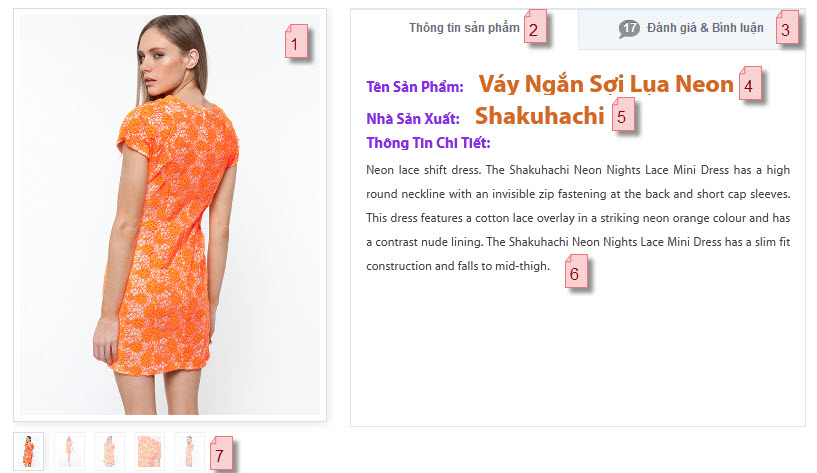 1
Thông tin sản phẩm 2
17 Đánh giá & Bình luận 3
Tên Sản Phẩm: Váy Ngắn Sợi Lụa Neon 4
Nhà Sản Xuất: Shakuhachi 5
Thông Tin Chi Tiết:
Neon lace shift dress. The Shakuhachi Neon Nights Lace Mini Dress has a high
round neckline with an invisible zip fastening at the back and short cap sleeves.
This dress features a cotton lace overlay in a striking neon orange colour and has
a contrast nude lining. The Shakuhachi Neon Nights Lace Mini Dress has a slim fit
construction and falls to mid-thigh. 6
7